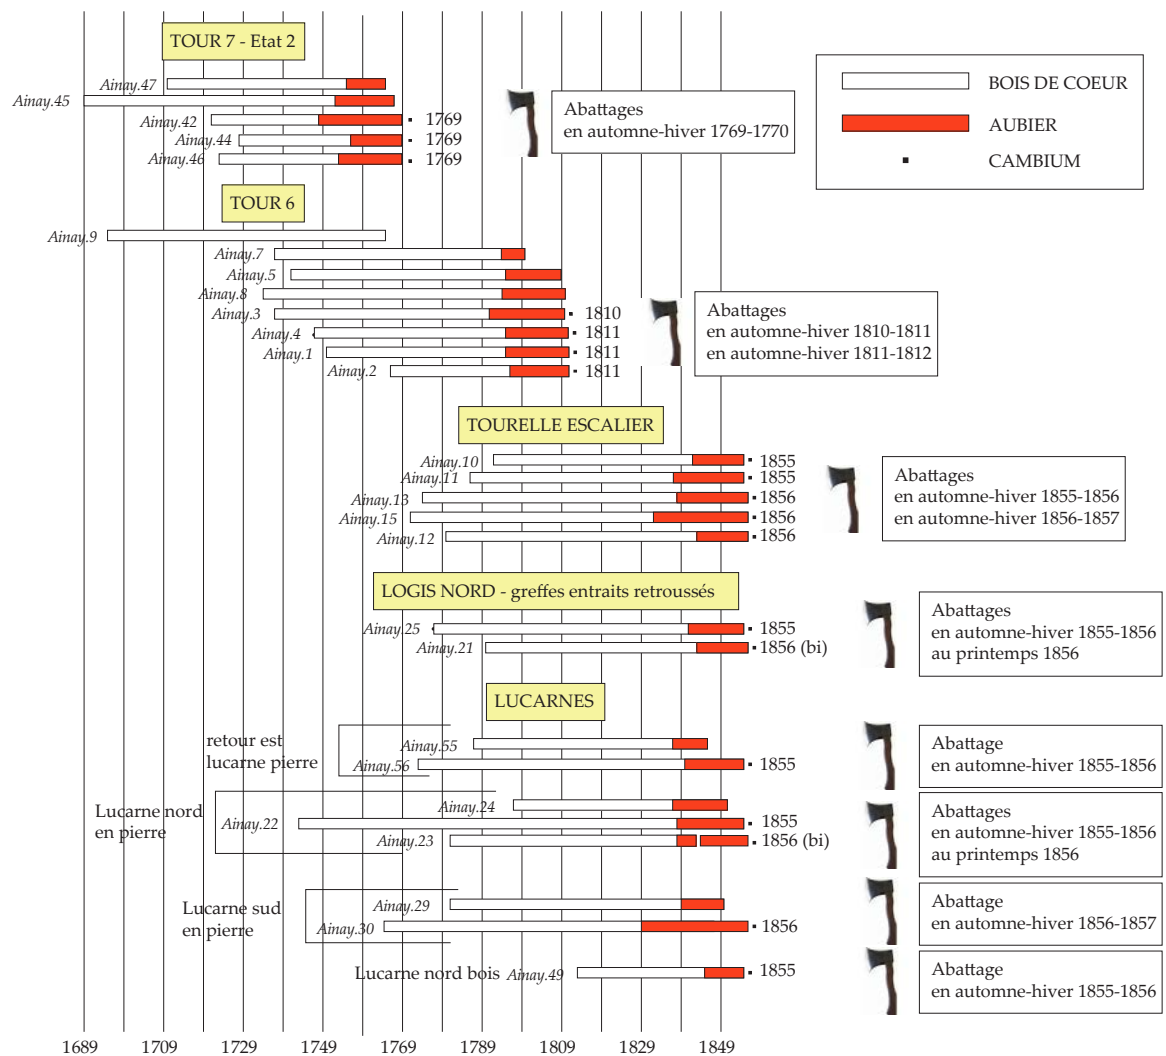 TOUR 7 - Etat 2
Ainay.47
Ainay.45
Ainay.42 1769
Ainay.44 1769
Ainay.46 1769
Abattages
en automne-hiver 1769-1770
BOIS DE COEUR
AUBIER
CAMBIUM
TOUR 6
Ainay.9
Ainay.7
Ainay.5
Ainay.8
Ainay.3 1810
Ainay.4 1811
Ainay.1 1811
Ainay.2 1811
Abattages
en automne-hiver 1810-1811
en automne-hiver 1811-1812
TOURELLE ESCALIER
Ainay.10 1855
Ainay.11 1855
Ainay.13 1856
Ainay.15 1856
Ainay.12 1856
Abattages
en automne-hiver 1855-1856
en automne-hiver 1856-1857
LOGIS NORD - greffes entraits retroussés
Ainay.25 1855
Ainay.21 1856 (bi)
Abattages
en automne-hiver 1855-1856
au printemps 1856
LUCARNES
retour est
lucarne pierre
Ainay.55
Ainay.56 1855
Abattage
en automne-hiver 1855-1856
Lucarne nord
en pierre
Ainay.24
Ainay.22 1855
Ainay.23 1856 (bi)
Abattages
en automne-hiver 1855-1856
au printemps 1856
Lucarne sud
en pierre
Ainay.29
Ainay.30 1856
Abattage
en automne-hiver 1856-1857
Lucarne nord bois Ainay.49 1855
Abattage
en automne-hiver 1855-1856
1689 1709 1729 1749 1769 1789 1809 1829 1849